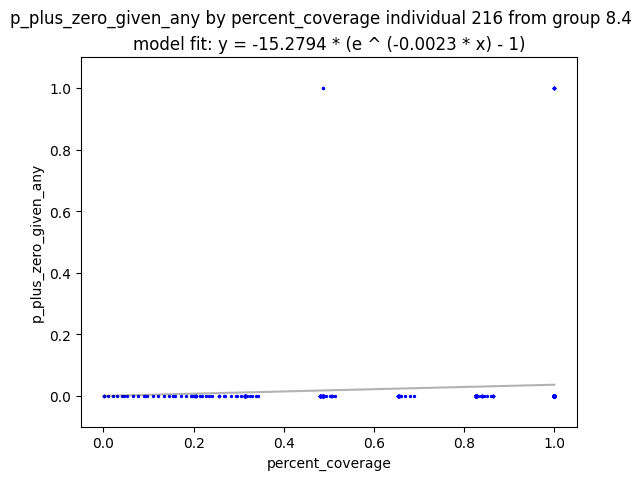 p_plus_zero_given_any by percent_coverage individual 216 from group 8.4
model fit: y = -15.2794 * (e ^ (-0.0023 * x) - 1)
1.0
0.8
0.6
0.4
0.2
0.0
p_plus_zero_given_any
0.0 0.2 0.4 0.6 0.8 1.0
percent_coverage